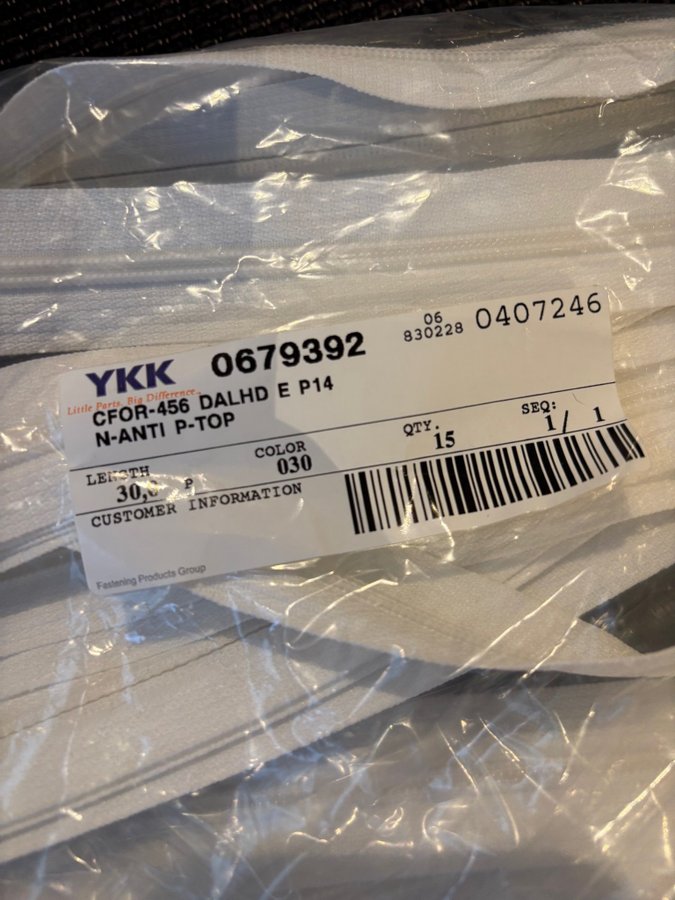 YKK 0679392 06 830228 0407246
Little Parts. Big Difference.
CFOR-456 DALHD E P14
N-ANTI P-TOP
LENGTH COLOR QTY. SEQ:
P 030 15 1/ 1
CUSTOMER INFORMATION
Fastening Products Group